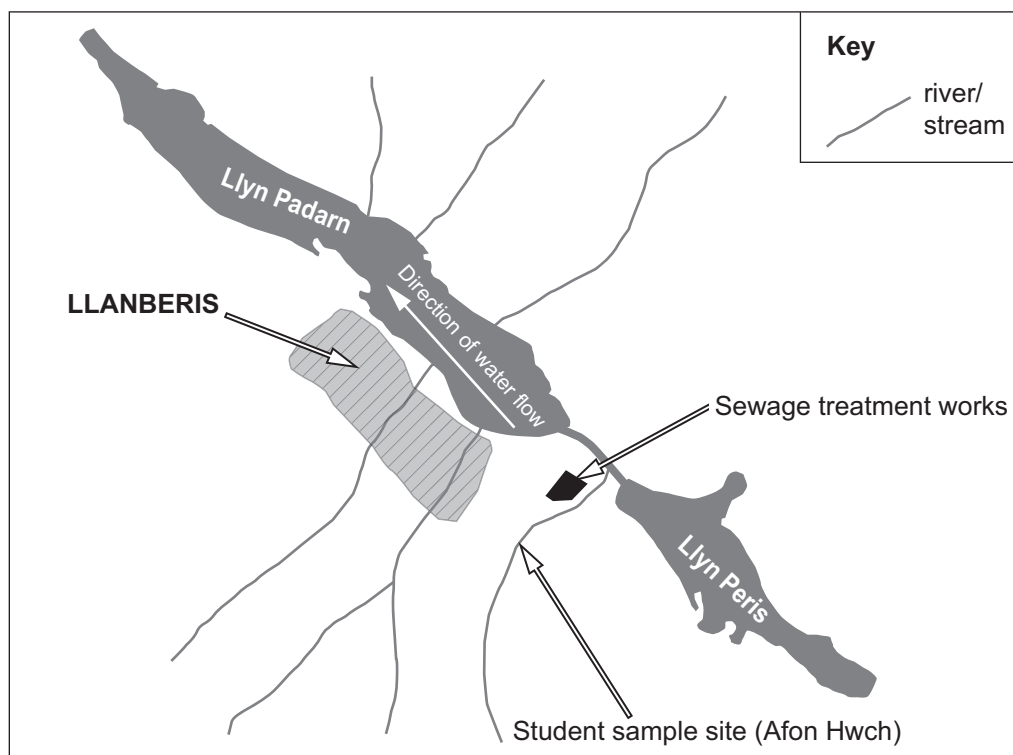 Key
river/
stream
Llyn Padarn
LLANBERIS
Direction of water flow
Sewage treatment works
Llyn Peris
Student sample site (Afon Hwch)